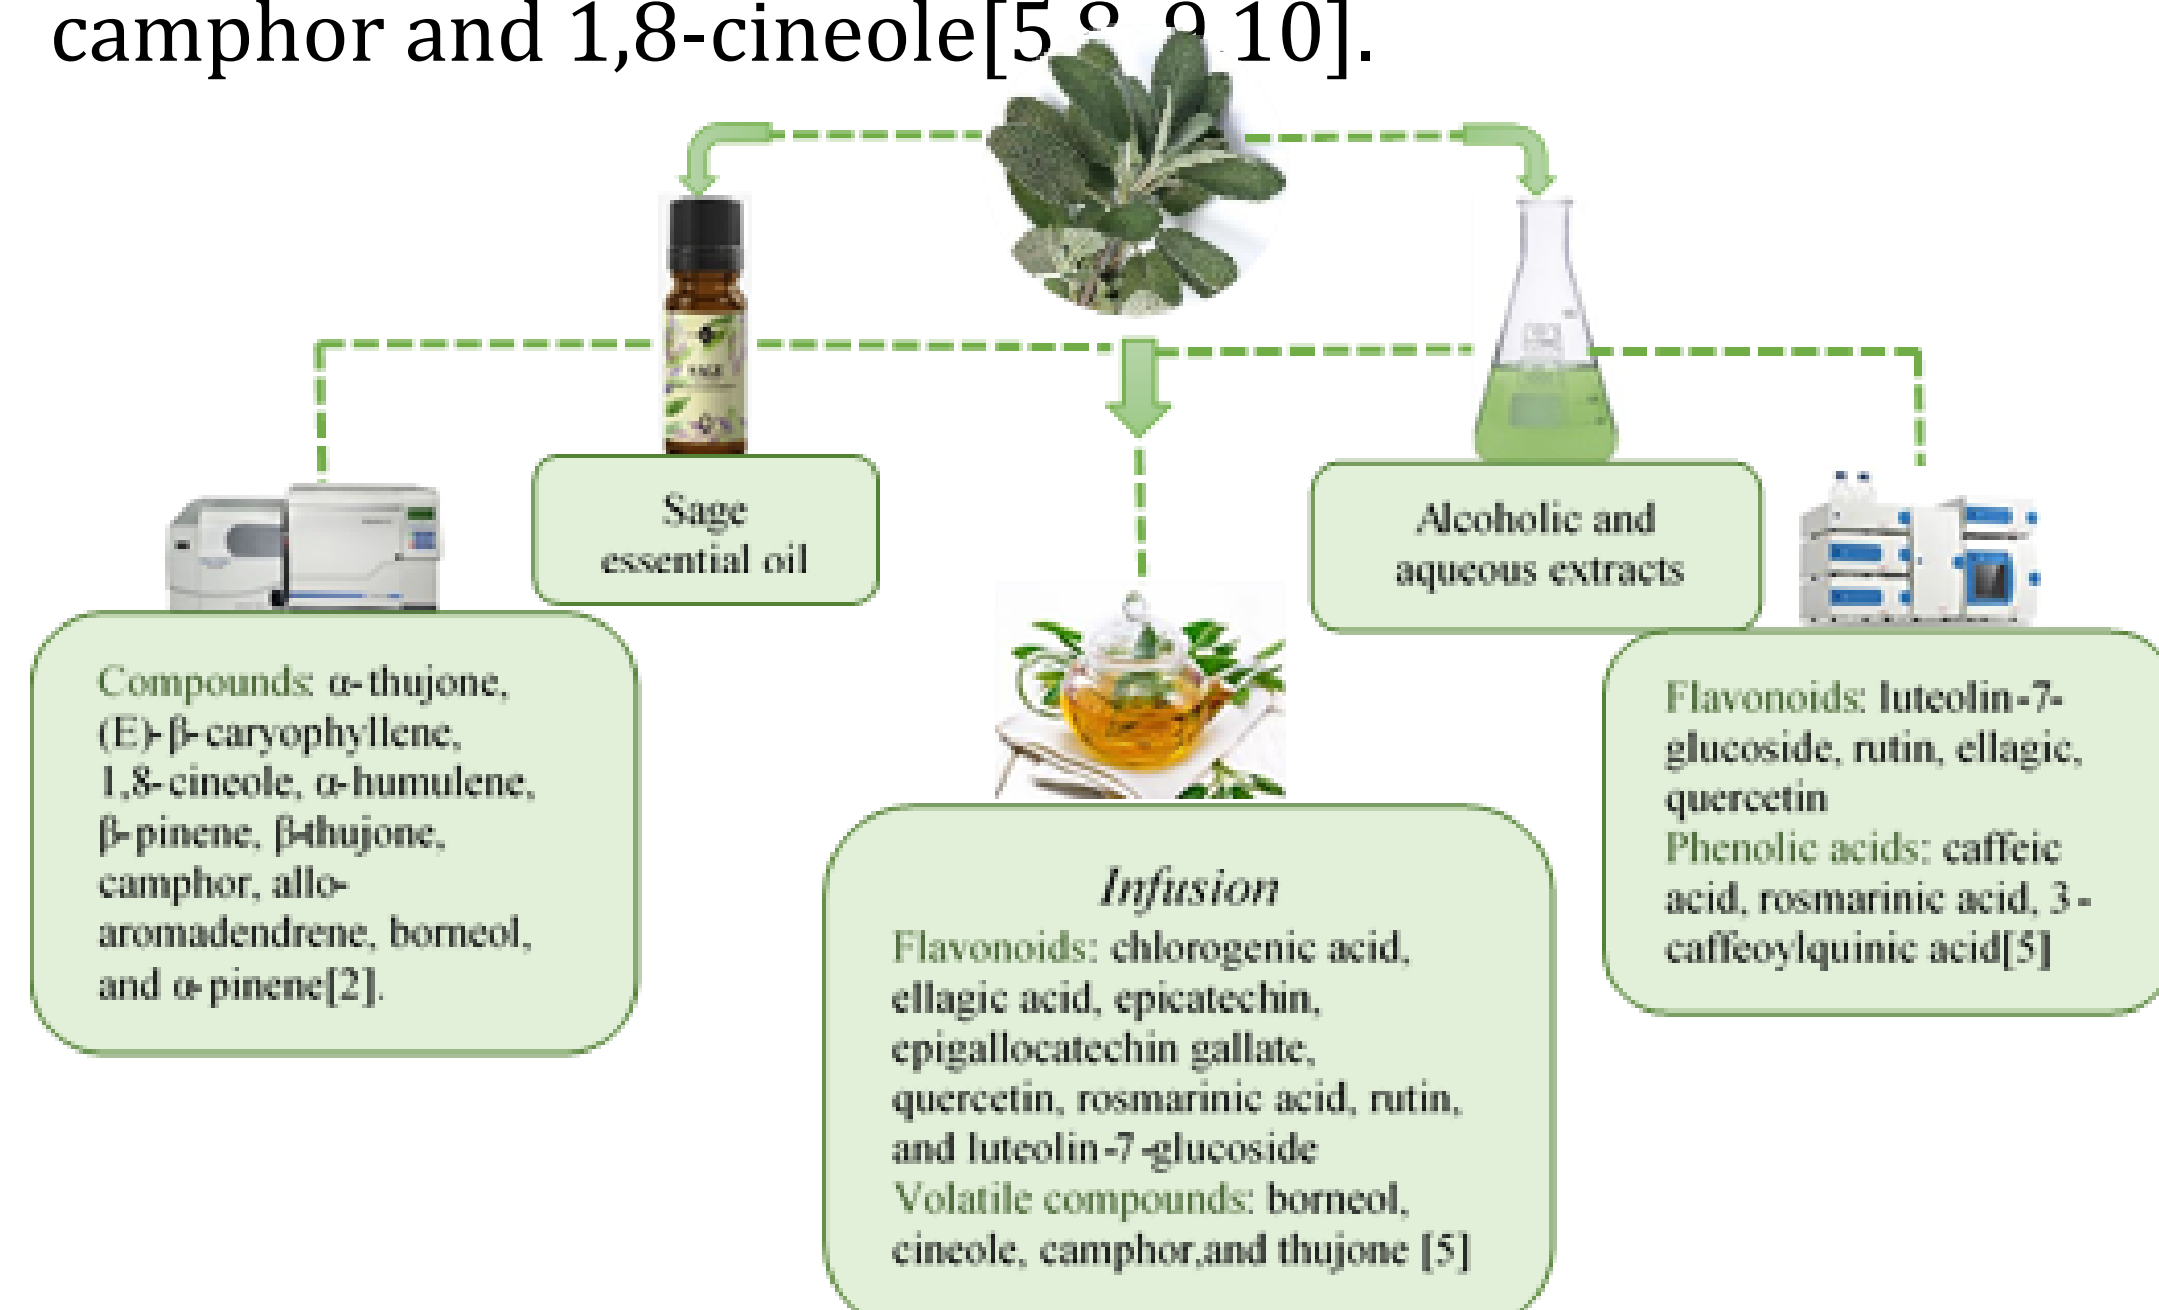 camphor and 1,8-cineole[5,8, 9,10].
SAGE
Sage
essential oil
Alcoholic and
aqueous extracts
Compounds: α-thujone,
(E)-β-caryophyllene,
1,8-cineole, α-humulene,
β-pinene, β-thujone,
camphor, allo-
aromadendrene, borneol,
and α-pinene[2].
Infusion
Flavonoids: chlorogenic acid,
ellagic acid, epicatechin,
epigallocatechin gallate,
quercetin, rosmarinic acid, rutin,
and luteolin-7-glucoside
Volatile compounds: borneol,
cineole, camphor,and thujone [5]
Flavonoids: luteolin-7-
glucoside, rutin, ellagic,
quercetin
Phenolic acids: caffeic
acid, rosmarinic acid, 3-
caffeoylquinic acid[5]